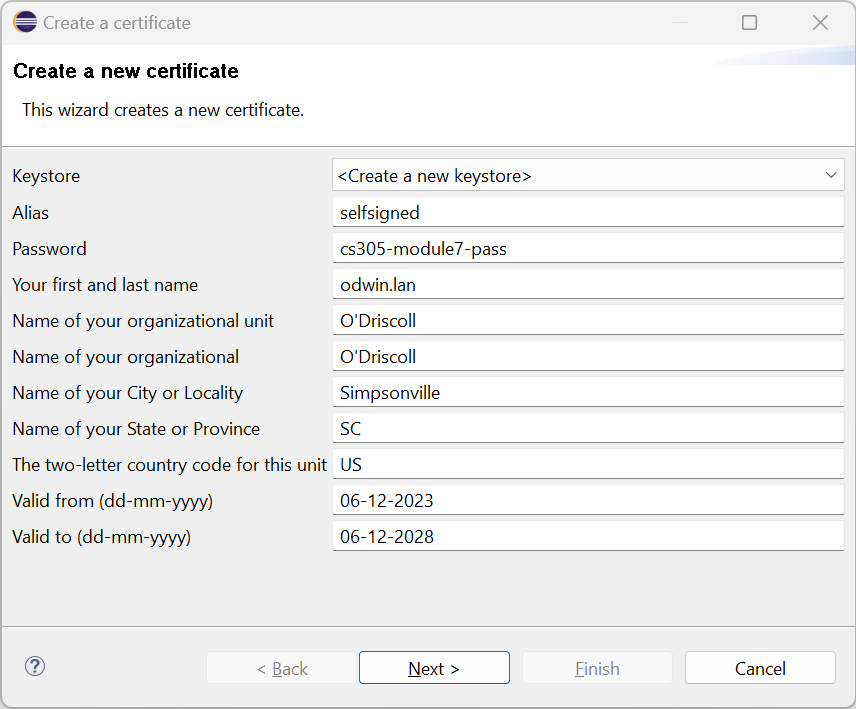 Create a certificate
Create a new certificate
This wizard creates a new certificate.
Keystore <Create a new keystore>
Alias selfsigned
Password cs305-module7-pass
Your first and last name odwin.lan
Name of your organizational unit O'Driscoll
Name of your organizational O'Driscoll
Name of your City or Locality Simpsonville
Name of your State or Province SC
The two-letter country code for this unit US
Valid from (dd-mm-yyyy) 06-12-2023
Valid to (dd-mm-yyyy) 06-12-2028
? < Back Next > Finish Cancel